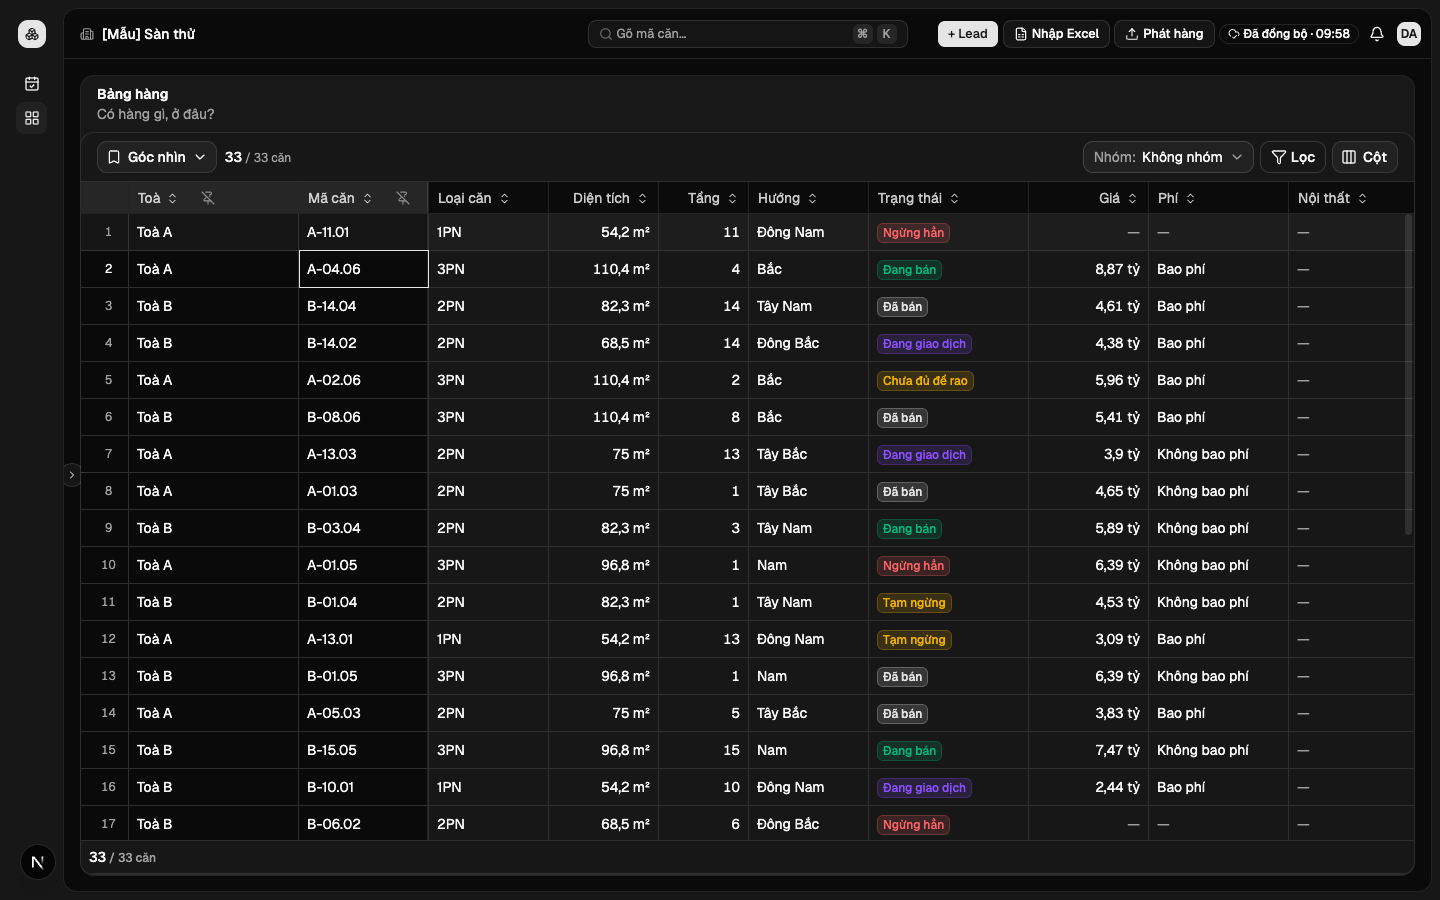 [Mẫu] Sàn thử
Gõ mã căn... ⌘ K
+ Lead
Nhập Excel
Phát hàng
Đã đồng bộ · 09:58
DA
Bảng hàng
Có hàng gì, ở đâu?
Góc nhìn 33 / 33 căn
Nhóm: Không nhóm
Lọc
Cột
Toà Mã căn Loại căn Diện tích Tầng Hướng Trạng thái Giá Phí Nội thất
1 Toà A A-11.01 1PN 54,2 m² 11 Đông Nam Ngừng hẳn — — —
2 Toà A A-04.06 3PN 110,4 m² 4 Bắc Đang bán 8,87 tỷ Bao phí —
3 Toà B B-14.04 2PN 82,3 m² 14 Tây Nam Đã bán 4,61 tỷ Bao phí —
4 Toà B B-14.02 2PN 68,5 m² 14 Đông Bắc Đang giao dịch 4,38 tỷ Bao phí —
5 Toà A A-02.06 3PN 110,4 m² 2 Bắc Chưa đủ để rao 5,96 tỷ Bao phí —
6 Toà B B-08.06 3PN 110,4 m² 8 Bắc Đã bán 5,41 tỷ Bao phí —
7 Toà A A-13.03 2PN 75 m² 13 Tây Bắc Đang giao dịch 3,9 tỷ Không bao phí —
8 Toà A A-01.03 2PN 75 m² 1 Tây Bắc Đã bán 4,65 tỷ Không bao phí —
9 Toà B B-03.04 2PN 82,3 m² 3 Tây Nam Đang bán 5,89 tỷ Không bao phí —
10 Toà A A-01.05 3PN 96,8 m² 1 Nam Ngừng hẳn 6,39 tỷ Không bao phí —
11 Toà B B-01.04 2PN 82,3 m² 1 Tây Nam Tạm ngừng 4,53 tỷ Không bao phí —
12 Toà A A-13.01 1PN 54,2 m² 13 Đông Nam Tạm ngừng 3,09 tỷ Bao phí —
13 Toà B B-01.05 3PN 96,8 m² 1 Nam Đã bán 6,39 tỷ Không bao phí —
14 Toà A A-05.03 2PN 75 m² 5 Tây Bắc Đã bán 3,83 tỷ Bao phí —
15 Toà B B-15.05 3PN 96,8 m² 15 Nam Đang bán 7,47 tỷ Không bao phí —
16 Toà B B-10.01 1PN 54,2 m² 10 Đông Nam Đang giao dịch 2,44 tỷ Bao phí —
17 Toà B B-06.02 2PN 68,5 m² 6 Đông Bắc Ngừng hẳn — — —
33 / 33 căn
N